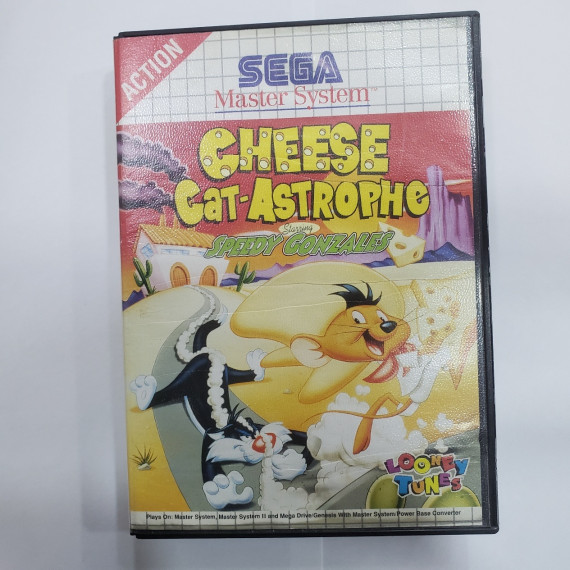 ACTION
SEGA
Master System™
CHEESE
CAT-ASTROPHE
Starring
SPEEDY GONZALES
LOONEY
TUNES
Plays On: Master System, Master System II and Mega Drive/Genesis With Master System/Power Base Converter